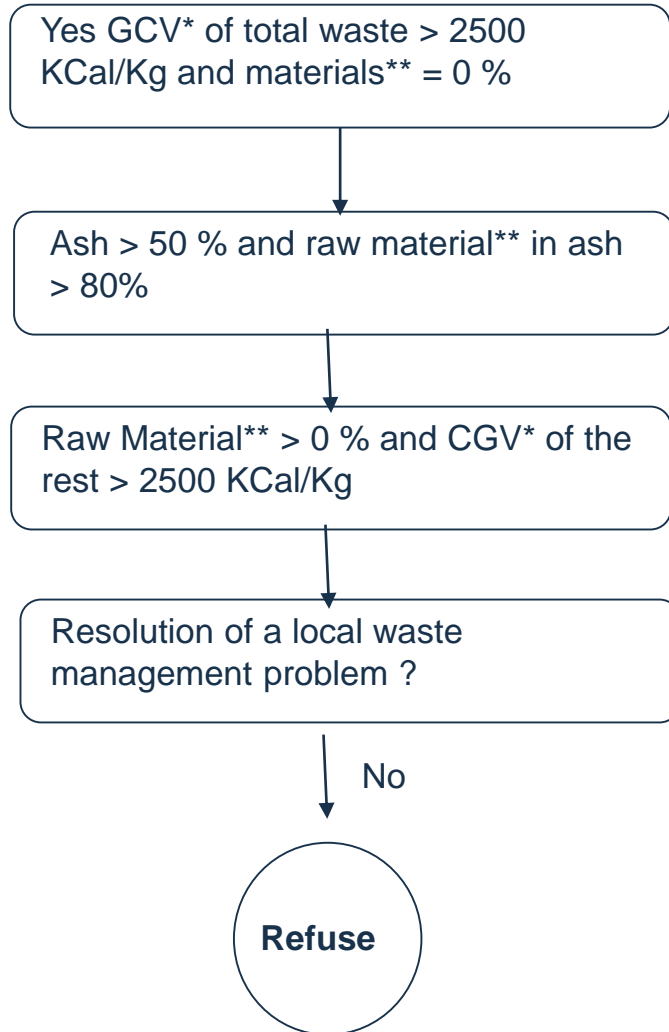 Yes GCV* of total waste > 2500
KCal/Kg and materials** = 0 %
Ash > 50 % and raw material** in ash
> 80%
Raw Material** > 0 % and CGV* of the
rest > 2500 KCal/Kg
Resolution of a local waste
management problem ?
No
Refuse